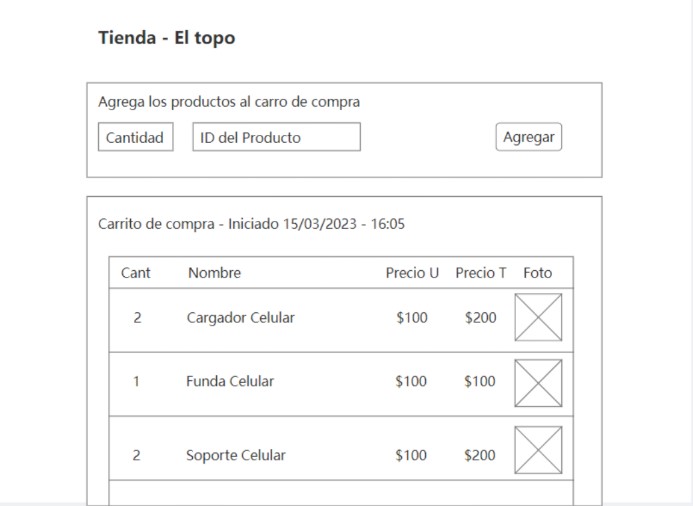 Tienda - El topo
Agrega los productos al carro de compra
Cantidad ID del Producto Agregar
Carrito de compra - Iniciado 15/03/2023 - 16:05
Cant Nombre Precio U Precio T Foto
2 Cargador Celular $100 $200
1 Funda Celular $100 $100
2 Soporte Celular $100 $200